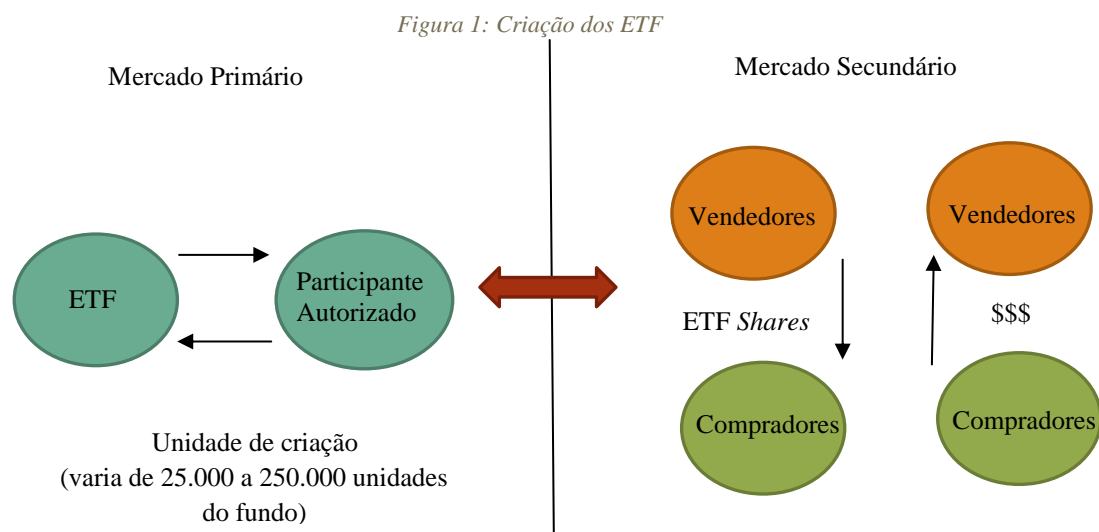 Figura 1: Criação dos ETF
Mercado Primário
ETF
Participante
Autorizado
Unidade de criação
(varia de 25.000 a 250.000 unidades
do fundo)
Mercado Secundário
Vendedores
Vendedores
ETF Shares
$$$
Compradores
Compradores